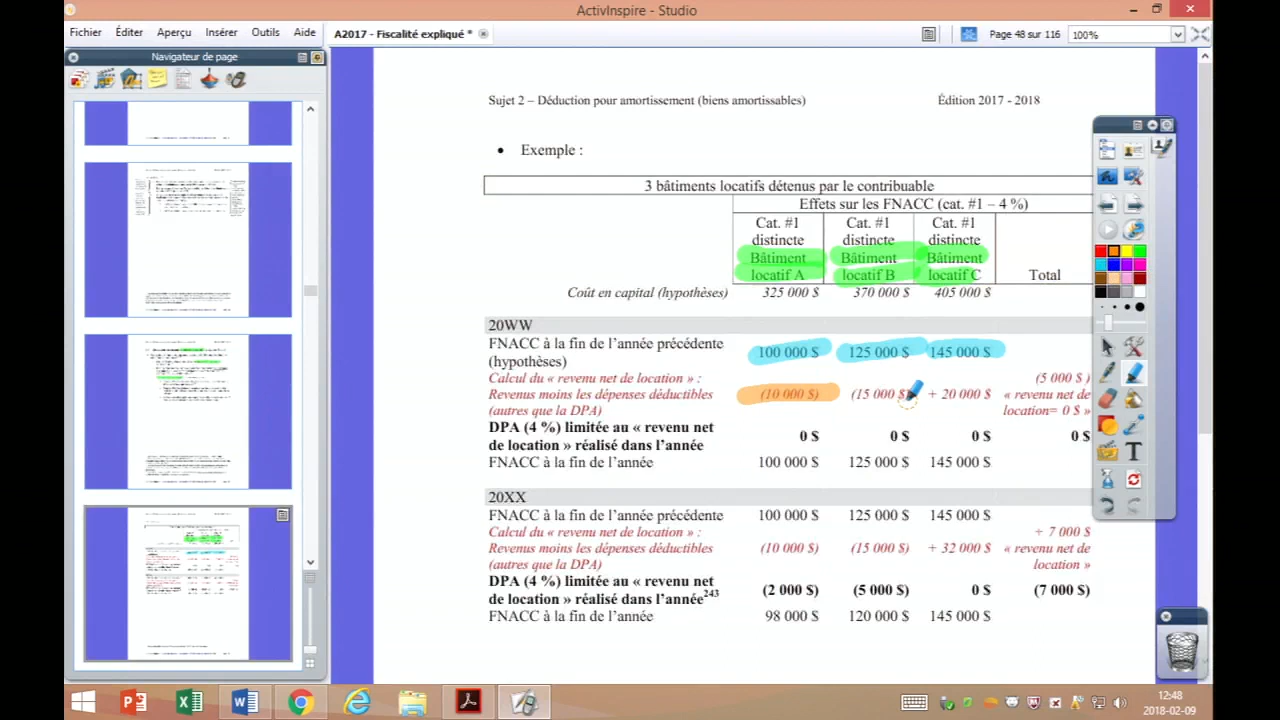 ActivInspire - Studio
Fichier Éditer Aperçu Insérer Outils Aide
A2017 - Fiscalité expliqué *
Page 48 sur 116
100%
Navigateur de page
Sujet 2 – Déduction pour amortissement (biens amortissables) Édition 2017 - 2018
• Exemple :
3 bâtiments locatifs détenus par le contribuable
Effets sur les FNACC (cat. #1 – 4 %)
Cat. #1 Cat. #1 Cat. #1
distincte distincte distincte
Bâtiment Bâtiment Bâtiment
locatif A locatif B locatif C Total
Coût en capital (hypothèses) 325 000 $ 370 000 $ 405 000 $
20WW
FNACC à la fin de l'année précédente 100 000 $ 125 000 $ 145 000 $
(hypothèses)
Calcul du « revenu net de location » : (5 000 $ )
Revenus moins les dépenses déductibles (10 000 $) (15 000 $) + 20 000 $ « revenu net de
(autres que la DPA) location= 0 $ »
DPA (4 %) limitée au « revenu net
de location » réalisé dans l'année 0 $ 0 $ 0 $ 0 $
FNACC à la fin de l'année 100 000 $ 125 000 $ 145 000 $
20XX
FNACC à la fin de l'année précédente 100 000 $ 125 000 $ 145 000 $
Calcul du « revenu net de location » : 7 000 $
Revenus moins les dépenses déductibles (10 000 $) - 5 000 $ + 22 000 $ « revenu net de
(autres que la DPA) location »
DPA (4 %) limitée au « revenu net
de location » réalisé dans l'année243 (2 000 $) (5 000 $) 0 $ (7 000 $)
FNACC à la fin de l'année 98 000 $ 120 000 $ 145 000 $
12:48
2018-02-09